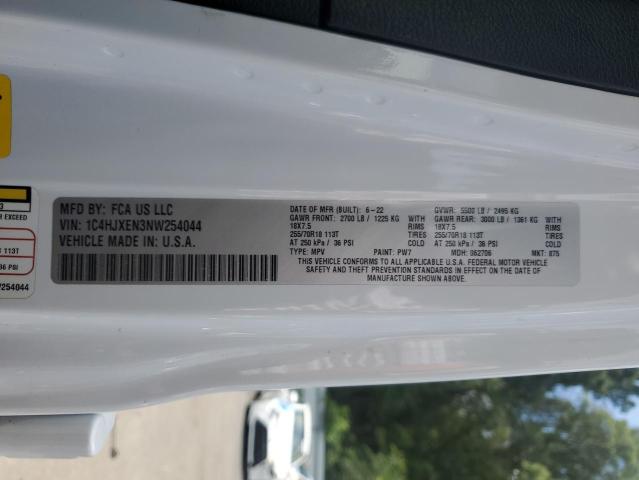 MFD BY: FCA US LLC
VIN: 1C4HJXEN3NW254044
VEHICLE MADE IN: U.S.A.
DATE OF MFR (BUILT): 6-22 GVWR: 5500 LB / 2495 KG
GAWR FRONT: 2700 LB / 1225 KG WITH GAWR REAR: 3000 LB / 1361 KG WITH
18X7.5 RIMS 18X7.5 RIMS
255/70R18 113T TIRES 255/70R18 113T TIRES
AT 250 kPa / 36 PSI AT 250 kPa / 36 PSI
TYPE: MPV PAINT: PW7 MDH: 062706 MKT: 875
THIS VEHICLE CONFORMS TO ALL APPLICABLE U.S.A. FEDERAL MOTOR VEHICLE
SAFETY AND THEFT PREVENTION STANDARDS IN EFFECT ON THE DATE OF
MANUFACTURE SHOWN ABOVE.
3
H EXCEED
113T
36 PSI
W254044